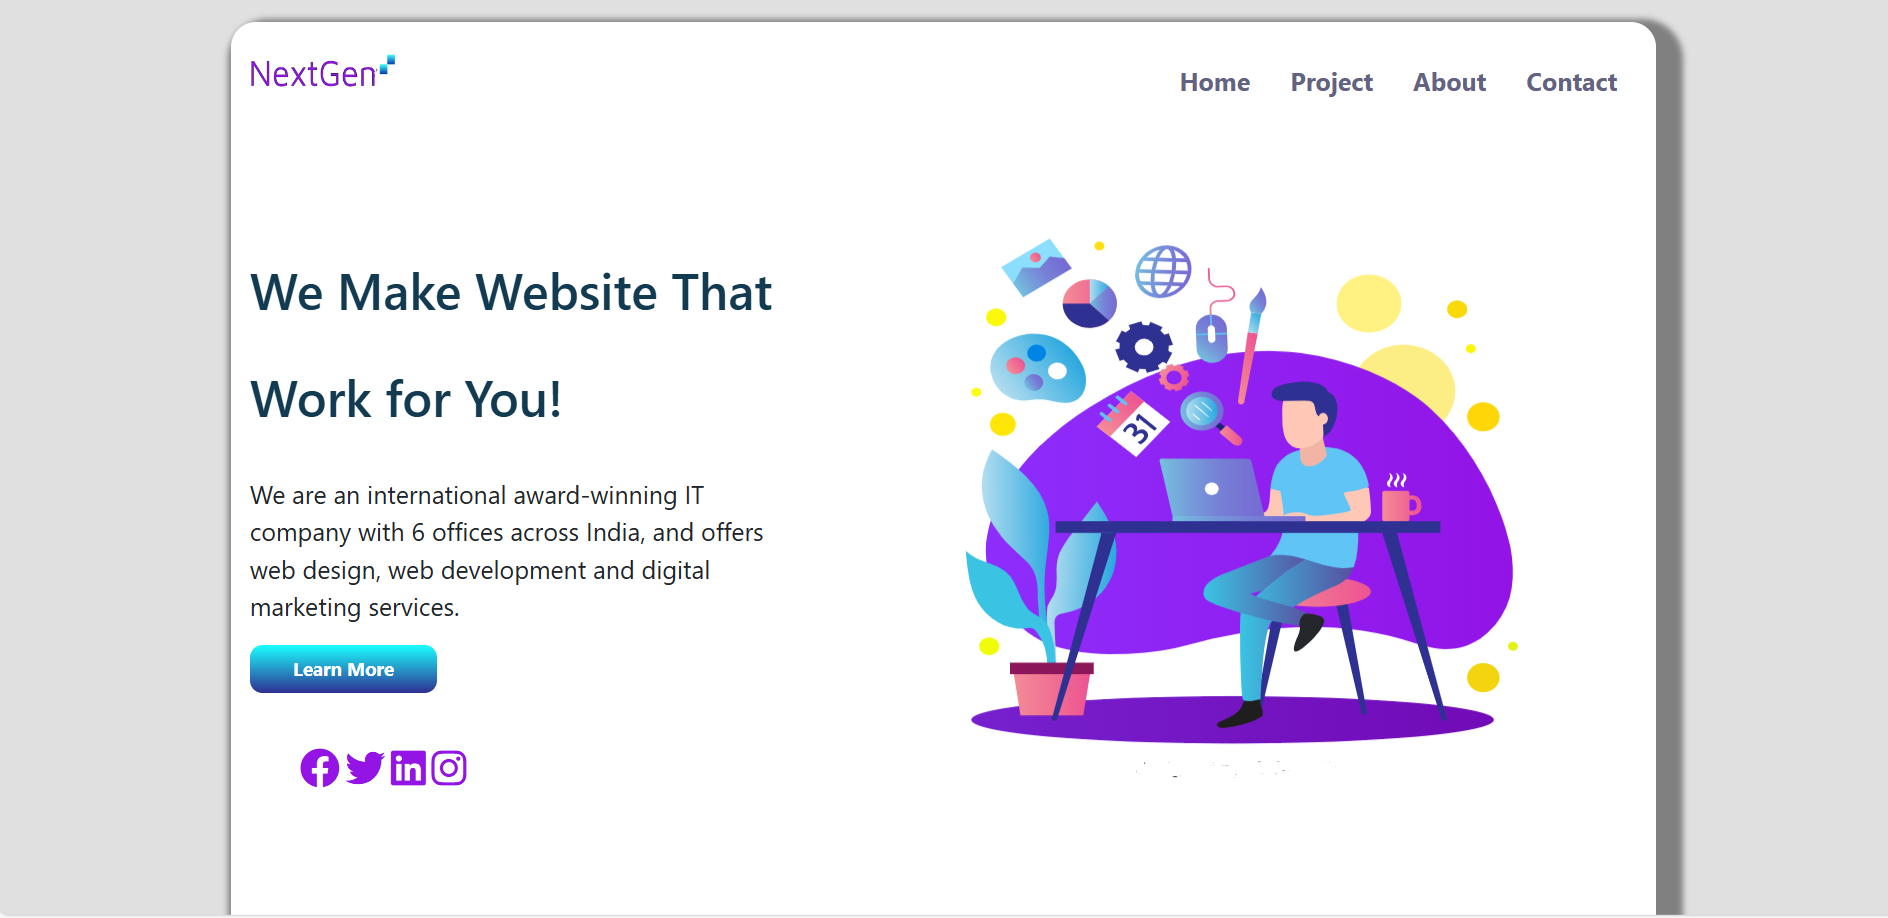 NextGen
Home Project About Contact
We Make Website That
Work for You!
We are an international award-winning IT
company with 6 offices across India, and offers
web design, web development and digital
marketing services.
Learn More
31